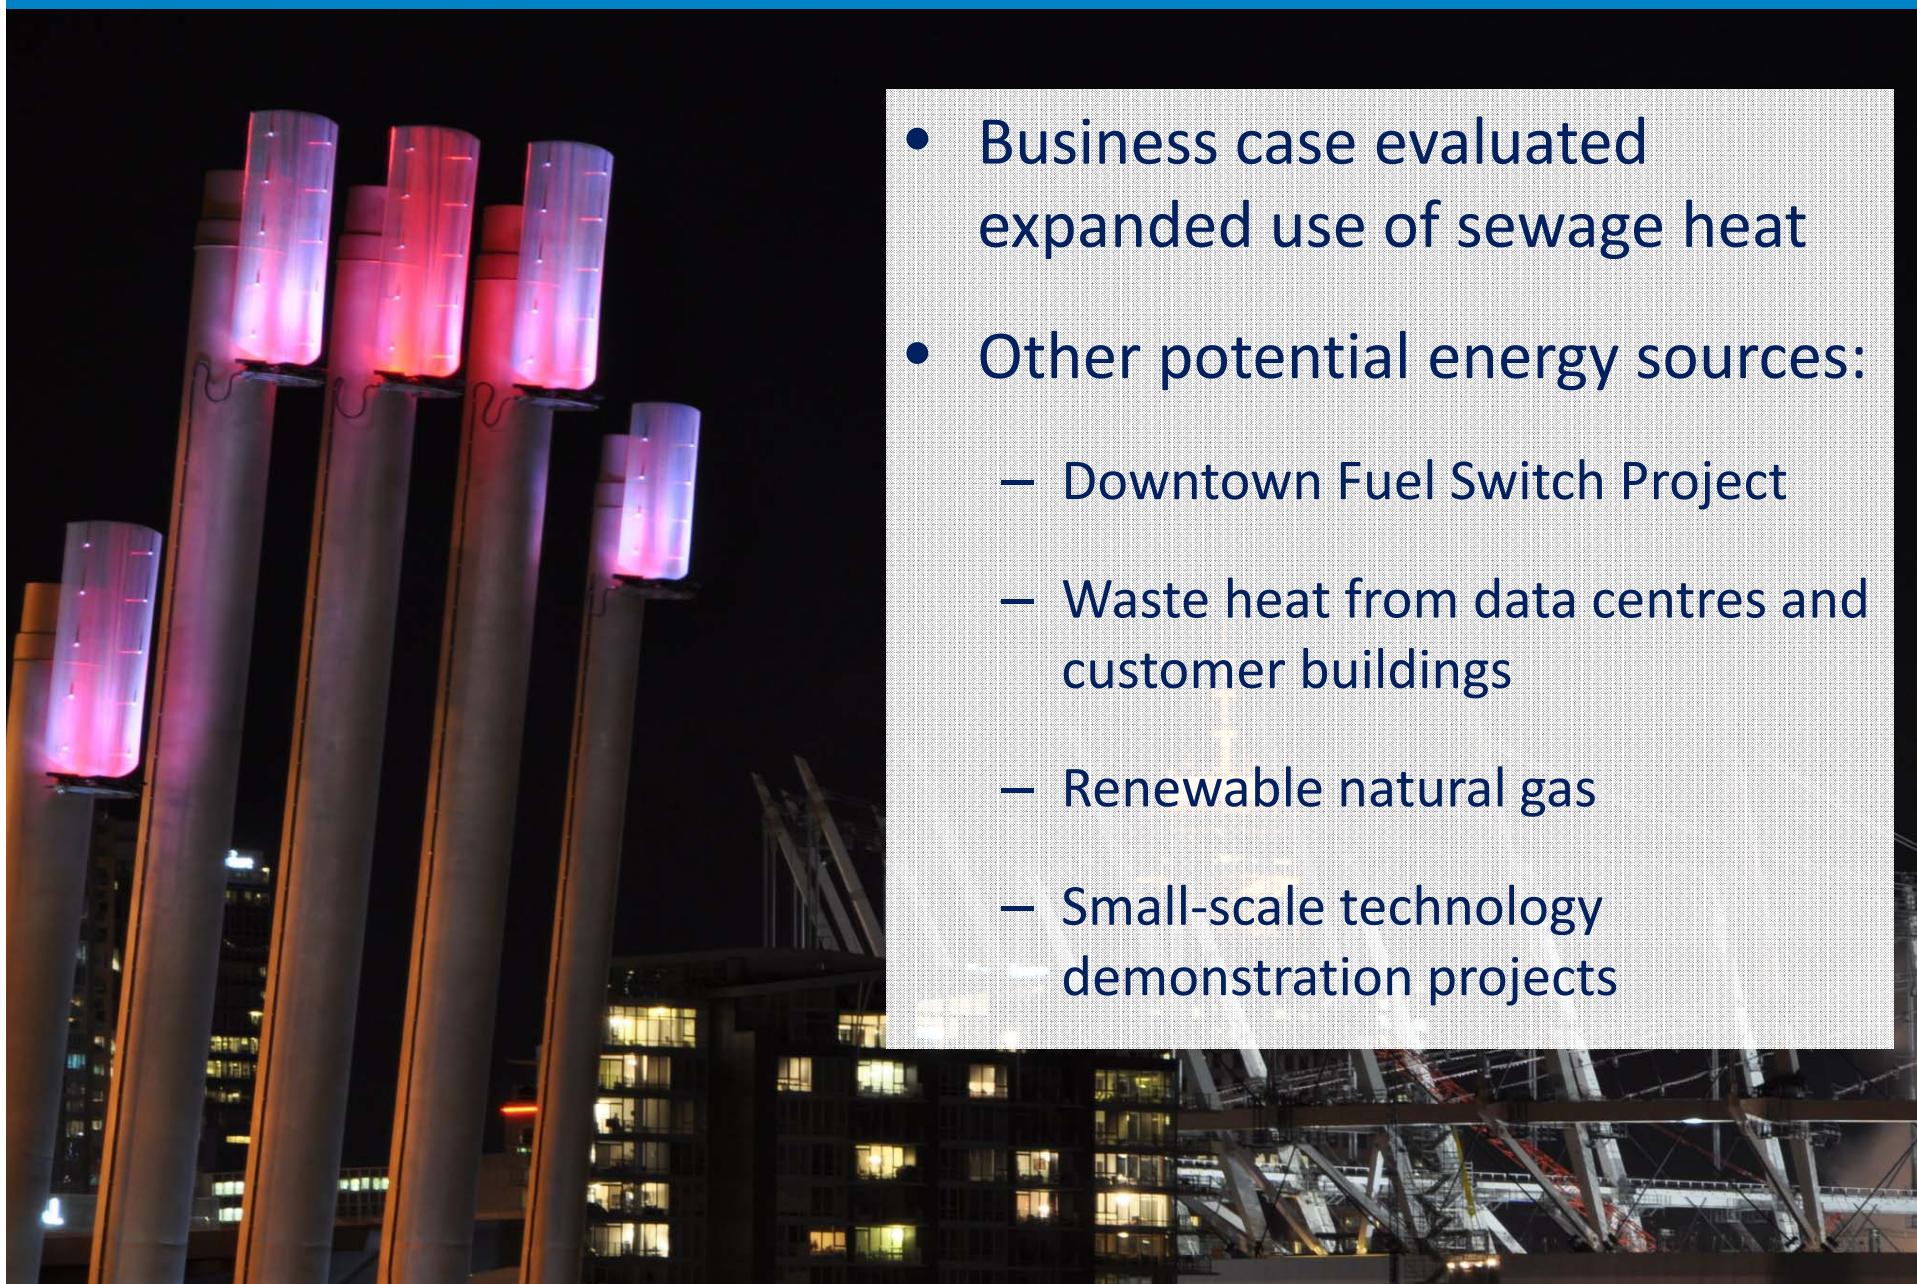 • Business case evaluated
expanded use of sewage heat
• Other potential energy sources:
– Downtown Fuel Switch Project
– Waste heat from data centres and
customer buildings
– Renewable natural gas
– Small-scale technology
demonstration projects